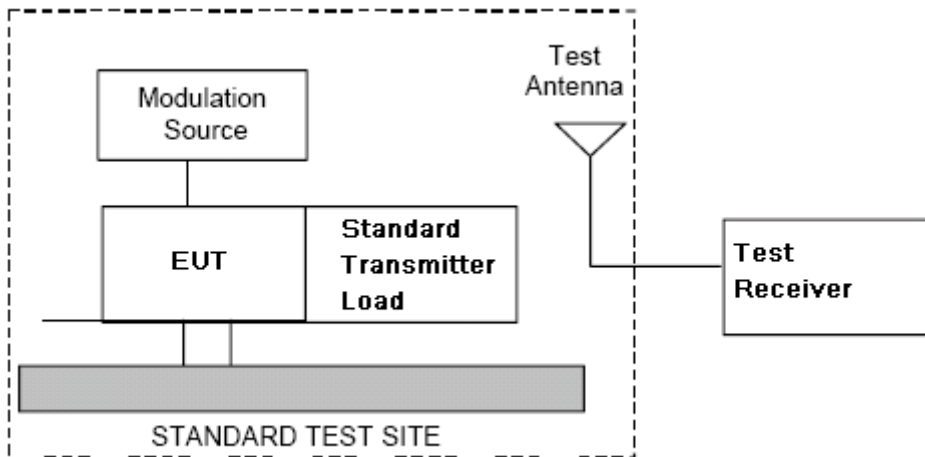 Test
Antenna
Modulation
Source
EUT
Standard
Transmitter
Load
Test
Receiver
STANDARD TEST SITE